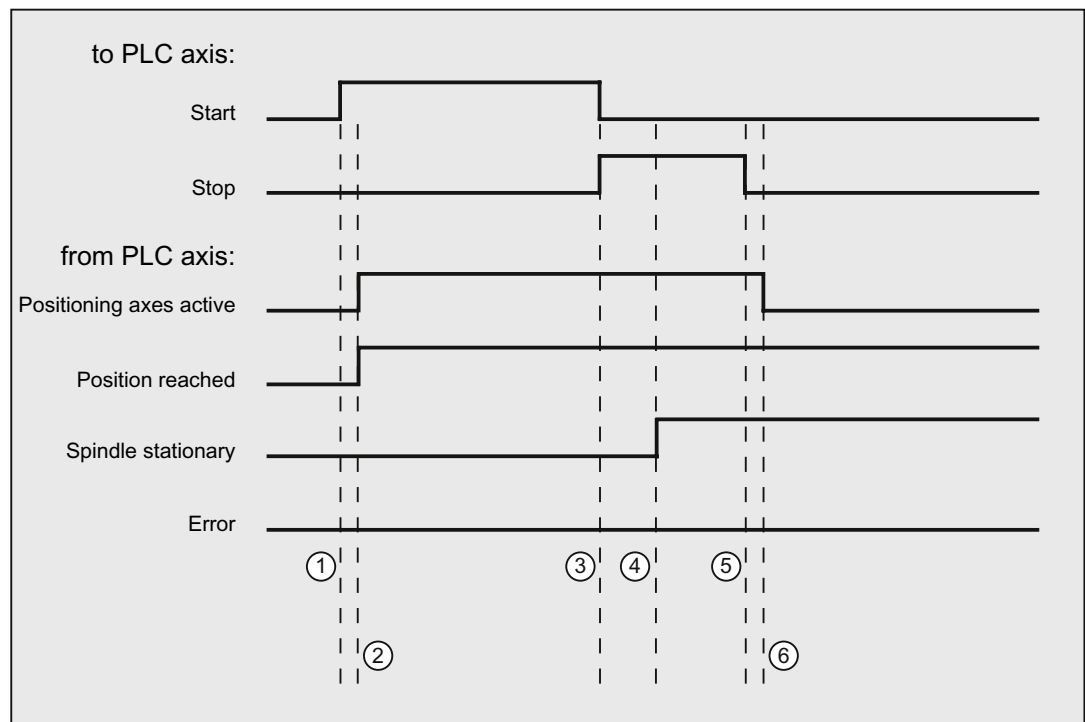 to PLC axis:
Start
Stop
from PLC axis:
Positioning axes active
Position reached
Spindle stationary
Error
1 3 4 5
2 6